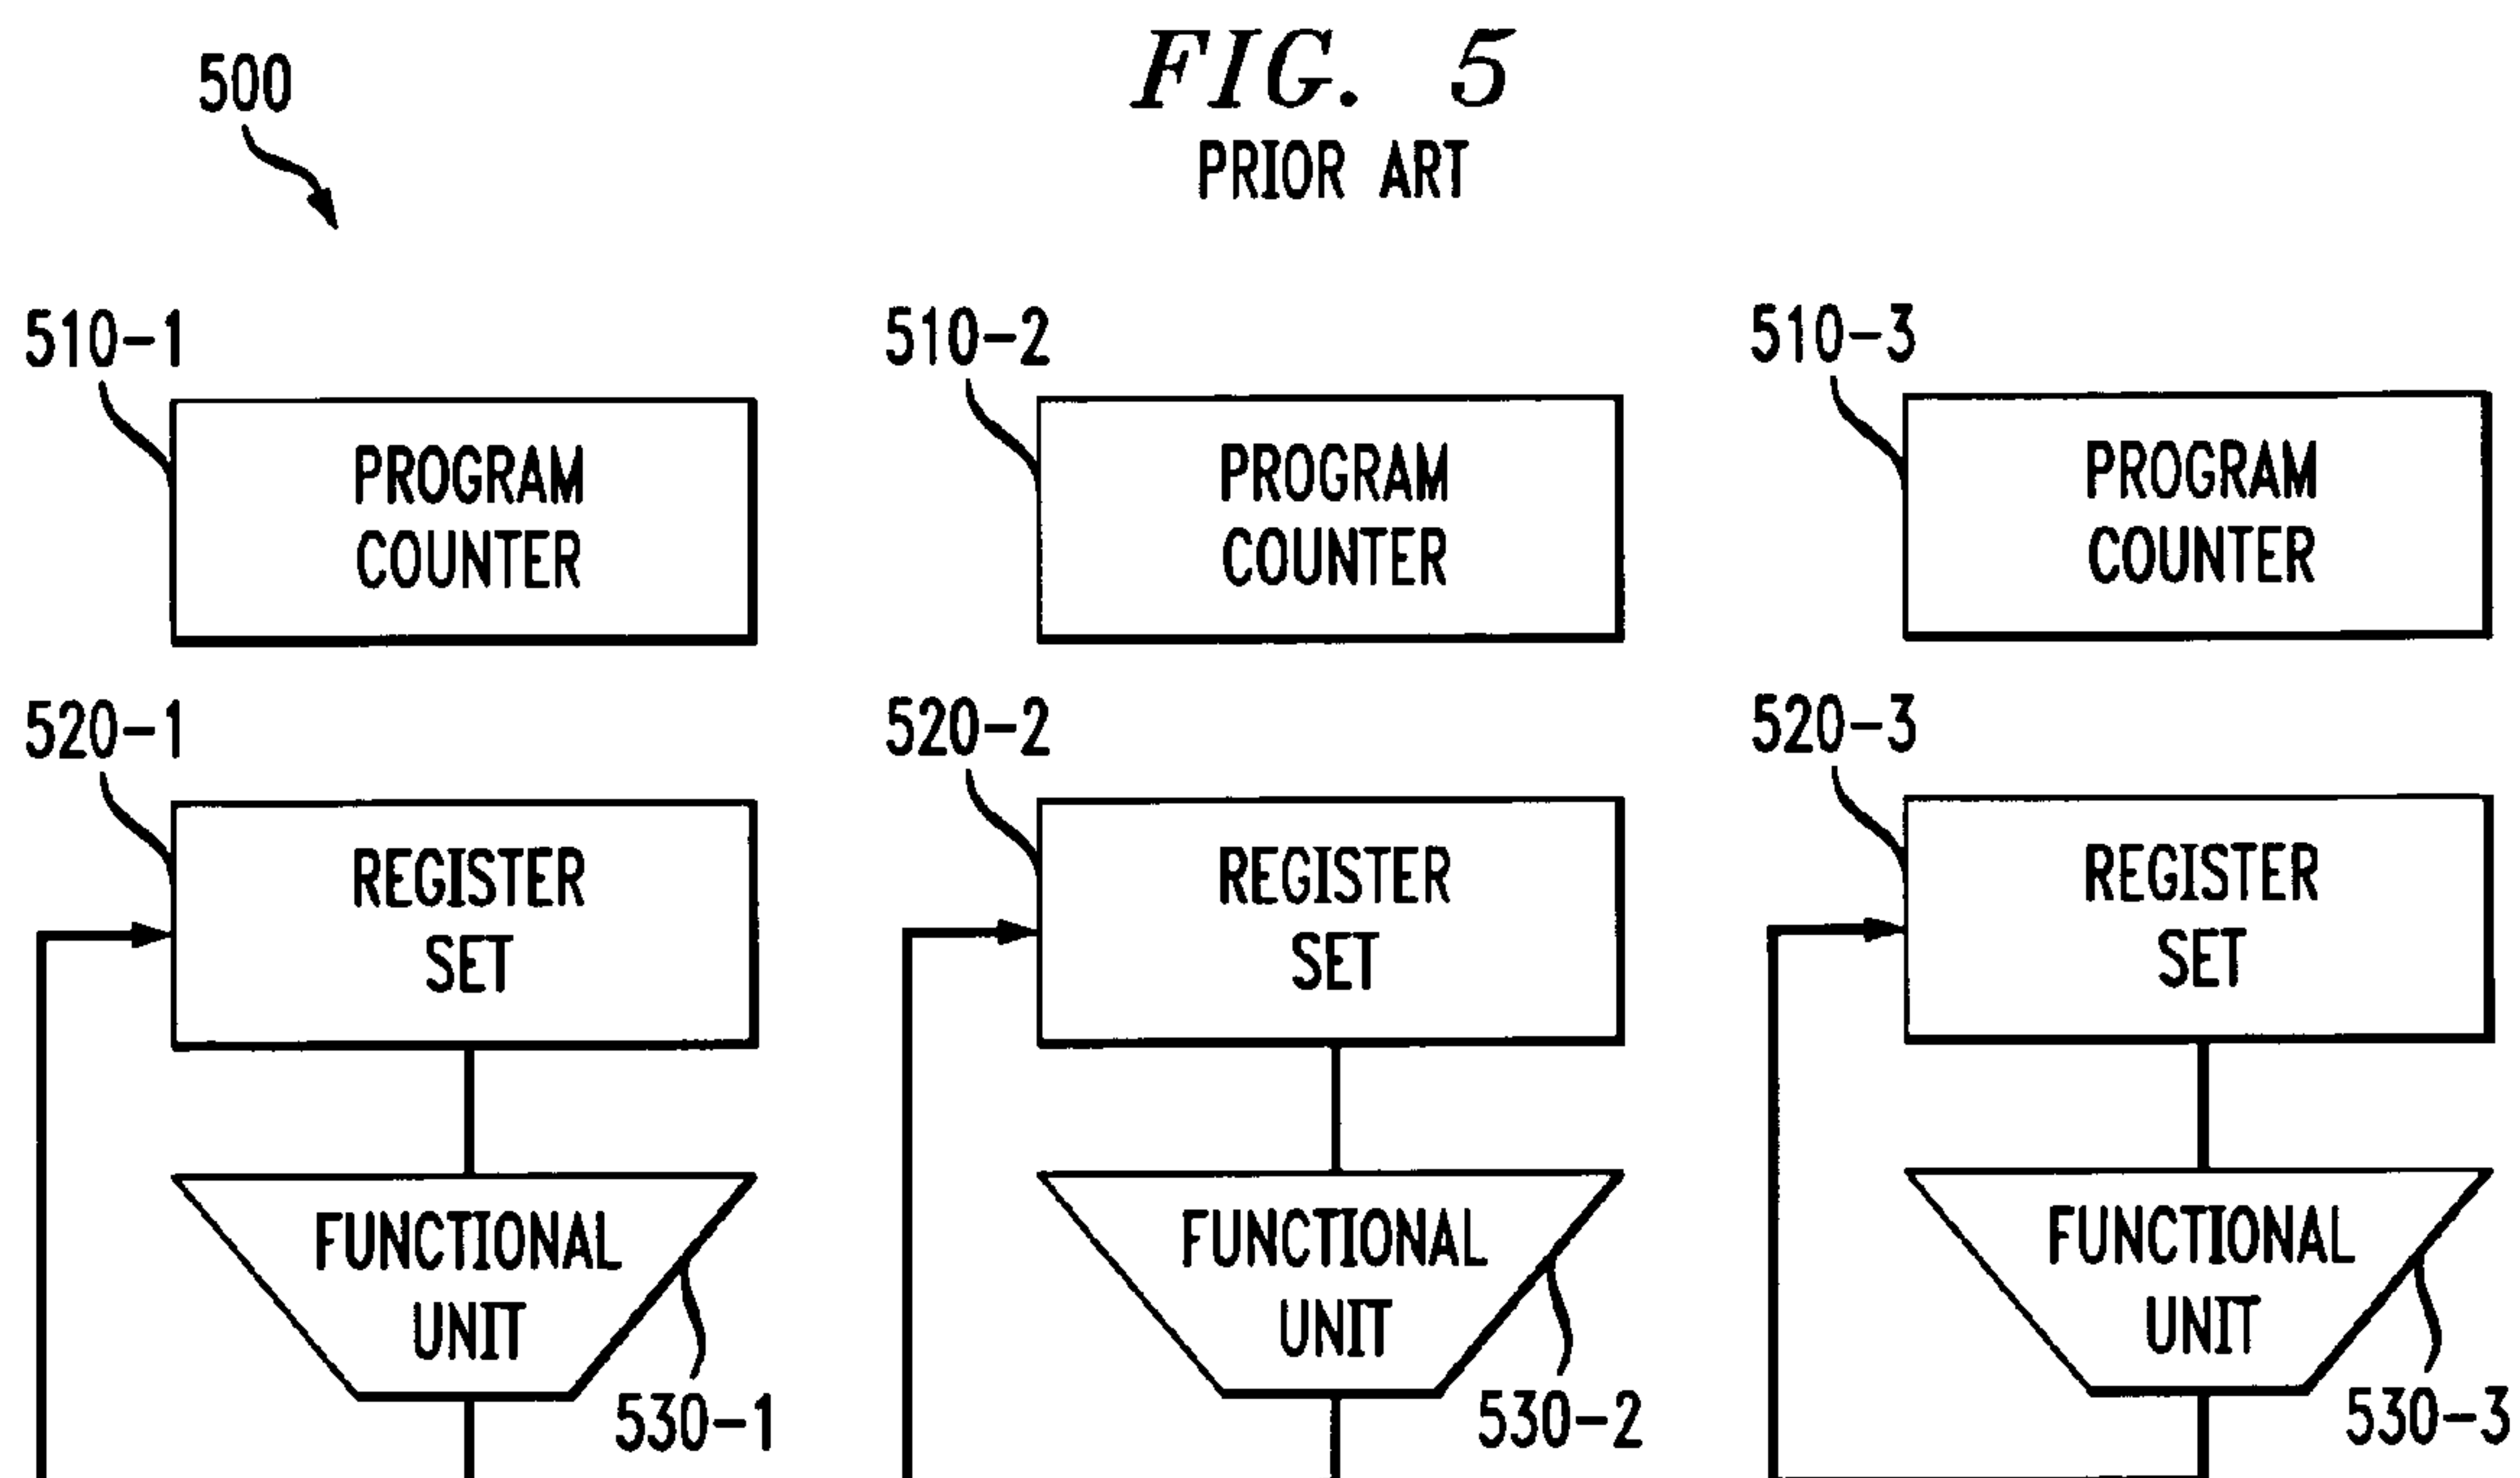 FIG. 5
PRIOR ART
500
510-1
510-2
510-3
PROGRAM
COUNTER
PROGRAM
COUNTER
PROGRAM
COUNTER
520-1
520-2
520-3
REGISTER
SET
REGISTER
SET
REGISTER
SET
FUNCTIONAL
UNIT
FUNCTIONAL
UNIT
FUNCTIONAL
UNIT
530-1
530-2
530-3